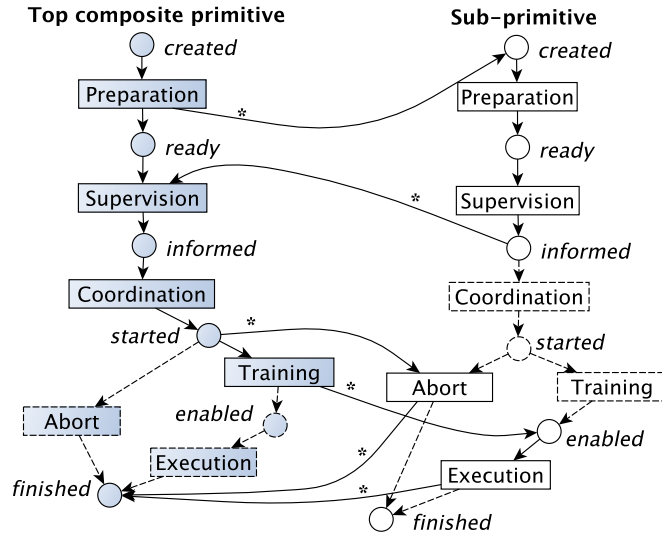 Top composite primitive
Sub-primitive
created
created
Preparation
Preparation
*
ready
ready
Supervision
Supervision
*
informed
informed
Coordination
Coordination
started
*
started
Training
Abort
Training
*
Abort
enabled
enabled
*
Execution
Execution
finished
*
finished